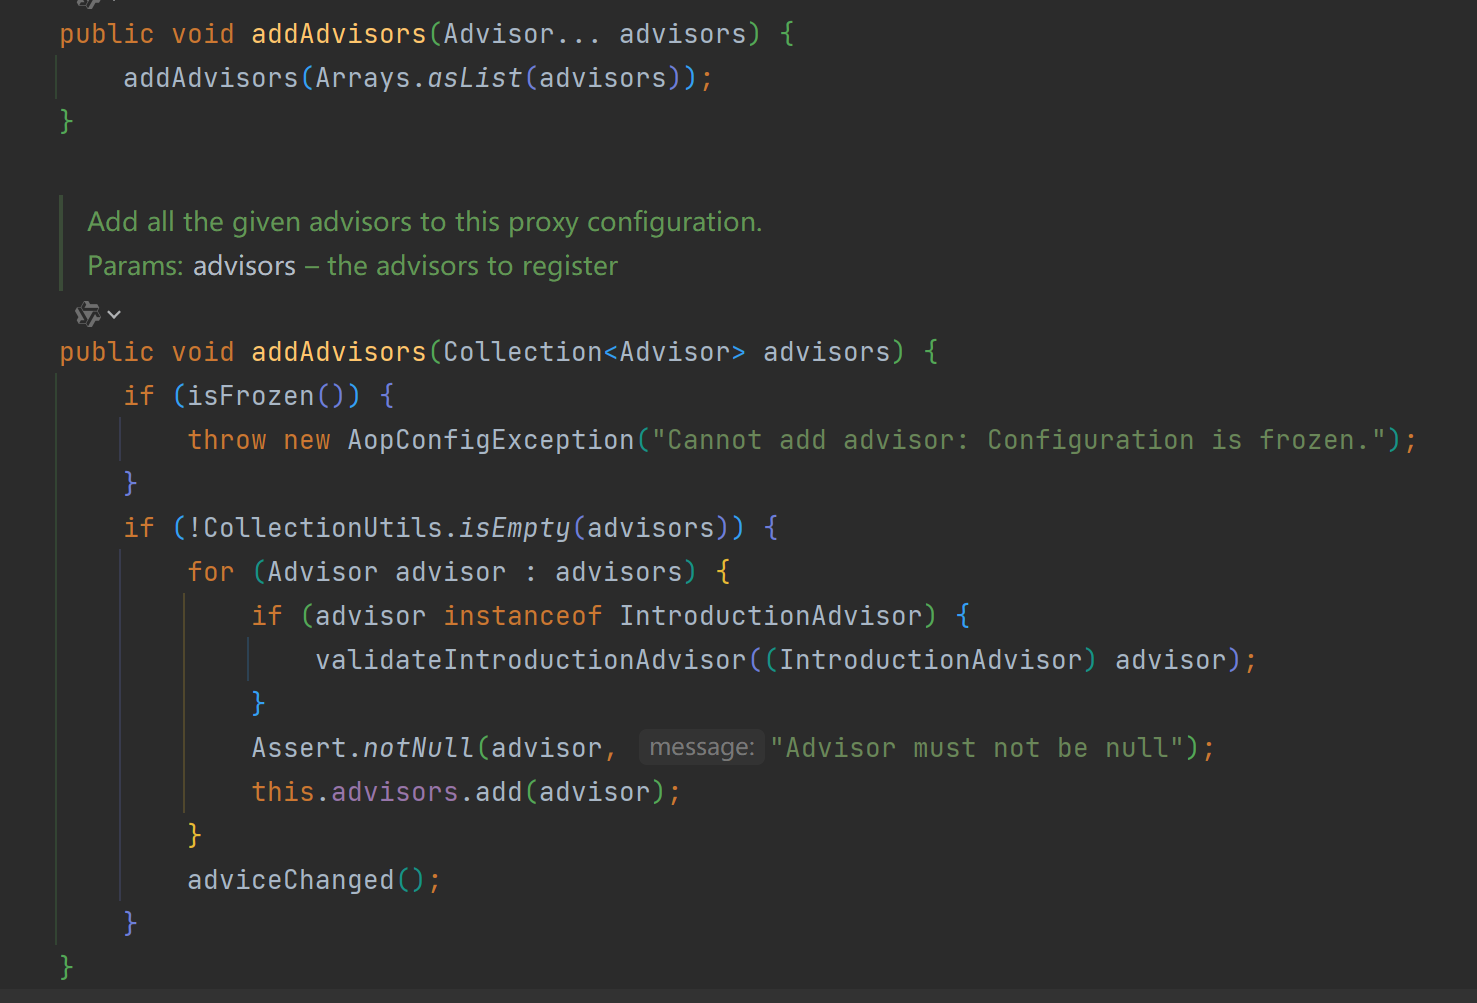 public void addAdvisors(Advisor... advisors) {
    addAdvisors(Arrays.asList(advisors));
}
Add all the given advisors to this proxy configuration.
Params: advisors – the advisors to register
public void addAdvisors(Collection<Advisor> advisors) {
    if (isFrozen()) {
        throw new AopConfigException("Cannot add advisor: Configuration is frozen.");
    }
    if (!CollectionUtils.isEmpty(advisors)) {
        for (Advisor advisor : advisors) {
            if (advisor instanceof IntroductionAdvisor) {
                validateIntroductionAdvisor((IntroductionAdvisor) advisor);
            }
            Assert.notNull(advisor, message: "Advisor must not be null");
            this.advisors.add(advisor);
        }
        adviceChanged();
    }
}